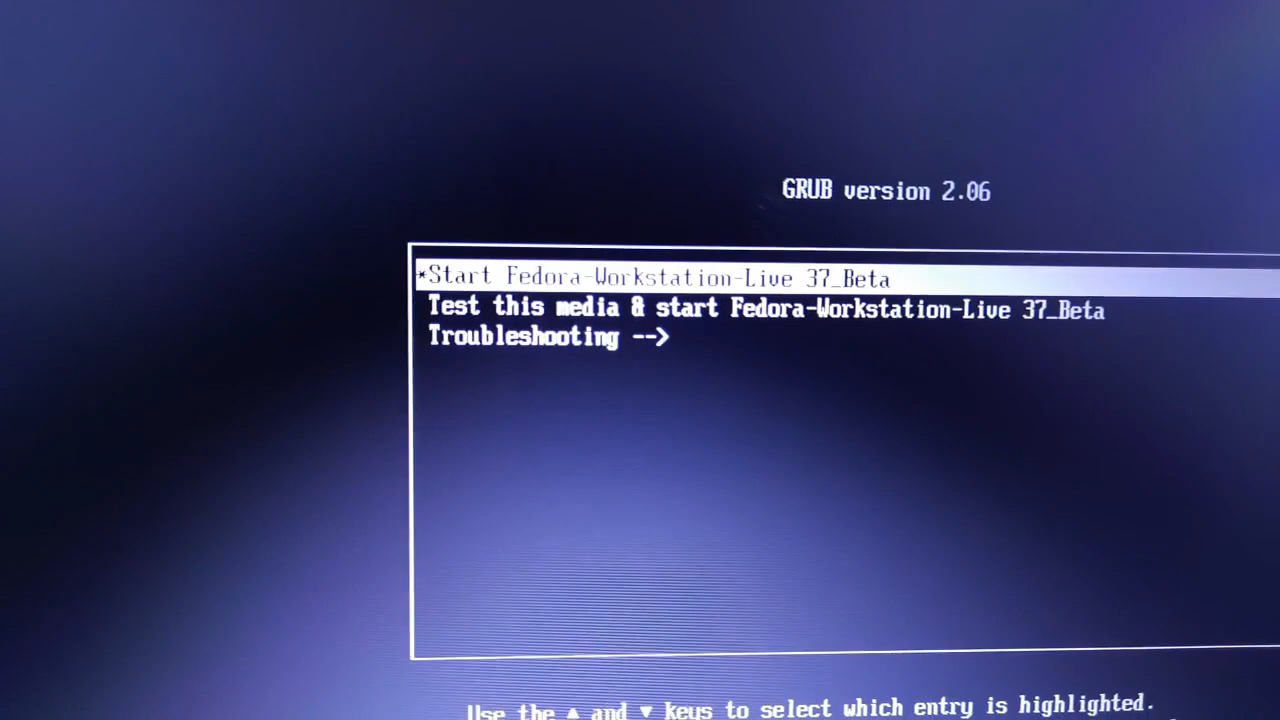 GRUB version 2.06
*Start Fedora-Workstation-Live 37_Beta
Test this media & start Fedora-Workstation-Live 37_Beta
Troubleshooting -->
Use the ▲ and ▼ keys to select which entry is highlighted.